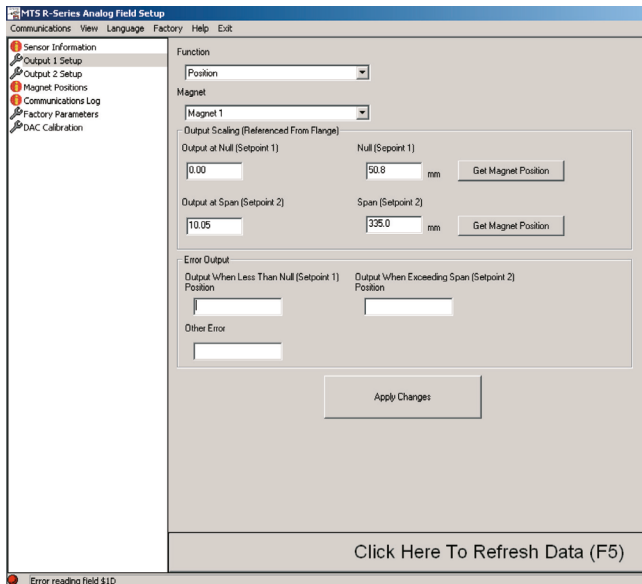 MTS R-Series Analog Field Setup
Communications View Language Factory Help Exit
Sensor Information
Output 1 Setup
Output 2 Setup
Magnet Positions
Communications Log
Factory Parameters
DAC Calibration
Function
Position
Magnet
Magnet 1
Output Scaling (Referenced From Flange)
Output at Null (Setpoint 1)
Null (Sepoint 1)
0.00
50.8 mm
Get Magnet Position
Output at Span (Setpoint 2)
Span (Setpoint 2)
10.05
335.0 mm
Get Magnet Position
Error Output
Output When Less Than Null (Setpoint 1)
Position
Output When Exceeding Span (Setpoint 2)
Position
Other Error
Apply Changes
Click Here To Refresh Data (F5)
Error reading field $1D